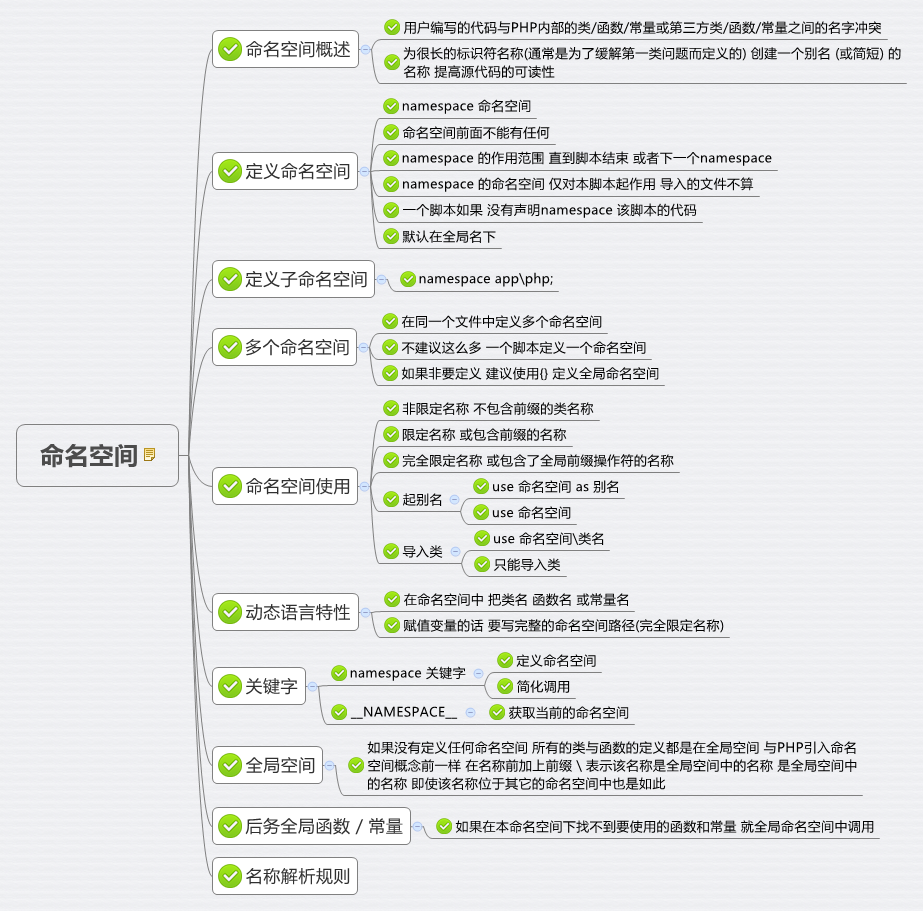 命名空间
命名空间概述
用户编写的代码与PHP内部的类/函数/常量或第三方类/函数/常量之间的名字冲突
为很长的标识符名称(通常是为了缓解第一类问题而定义的) 创建一个别名 (或简短) 的
名称 提高源代码的可读性
定义命名空间
namespace 命名空间
命名空间前面不能有任何
namespace 的作用范围 直到脚本结束 或者下一个namespace
namespace 的命名空间 仅对本脚本起作用 导入的文件不算
一个脚本如果 没有声明namespace 该脚本的代码
默认在全局名下
定义子命名空间
namespace app\php;
多个命名空间
在同一个文件中定义多个命名空间
不建议这么多 一个脚本定义一个命名空间
如果非要定义 建议使用{} 定义全局命名空间
命名空间使用
非限定名称 不包含前缀的类名称
限定名称 或包含前缀的名称
完全限定名称 或包含了全局前缀操作符的名称
起别名
use 命名空间 as 别名
use 命名空间
导入类
use 命名空间\类名
只能导入类
动态语言特性
在命名空间中 把类名 函数名 或常量名
赋值变量的话 要写完整的命名空间路径(完全限定名称)
关键字
namespace 关键字
定义命名空间
简化调用
__NAMESPACE__
获取当前的命名空间
全局空间
如果没有定义任何命名空间 所有的类与函数的定义都是在全局空间 与PHP引入命名
空间概念前一样 在名称前加上前缀 \ 表示该名称是全局空间中的名称 是全局空间中
的名称 即使该名称位于其它的命名空间中也是如此
后务全局函数 / 常量
如果在本命名空间下找不到要使用的函数和常量 就全局命名空间中调用
名称解析规则